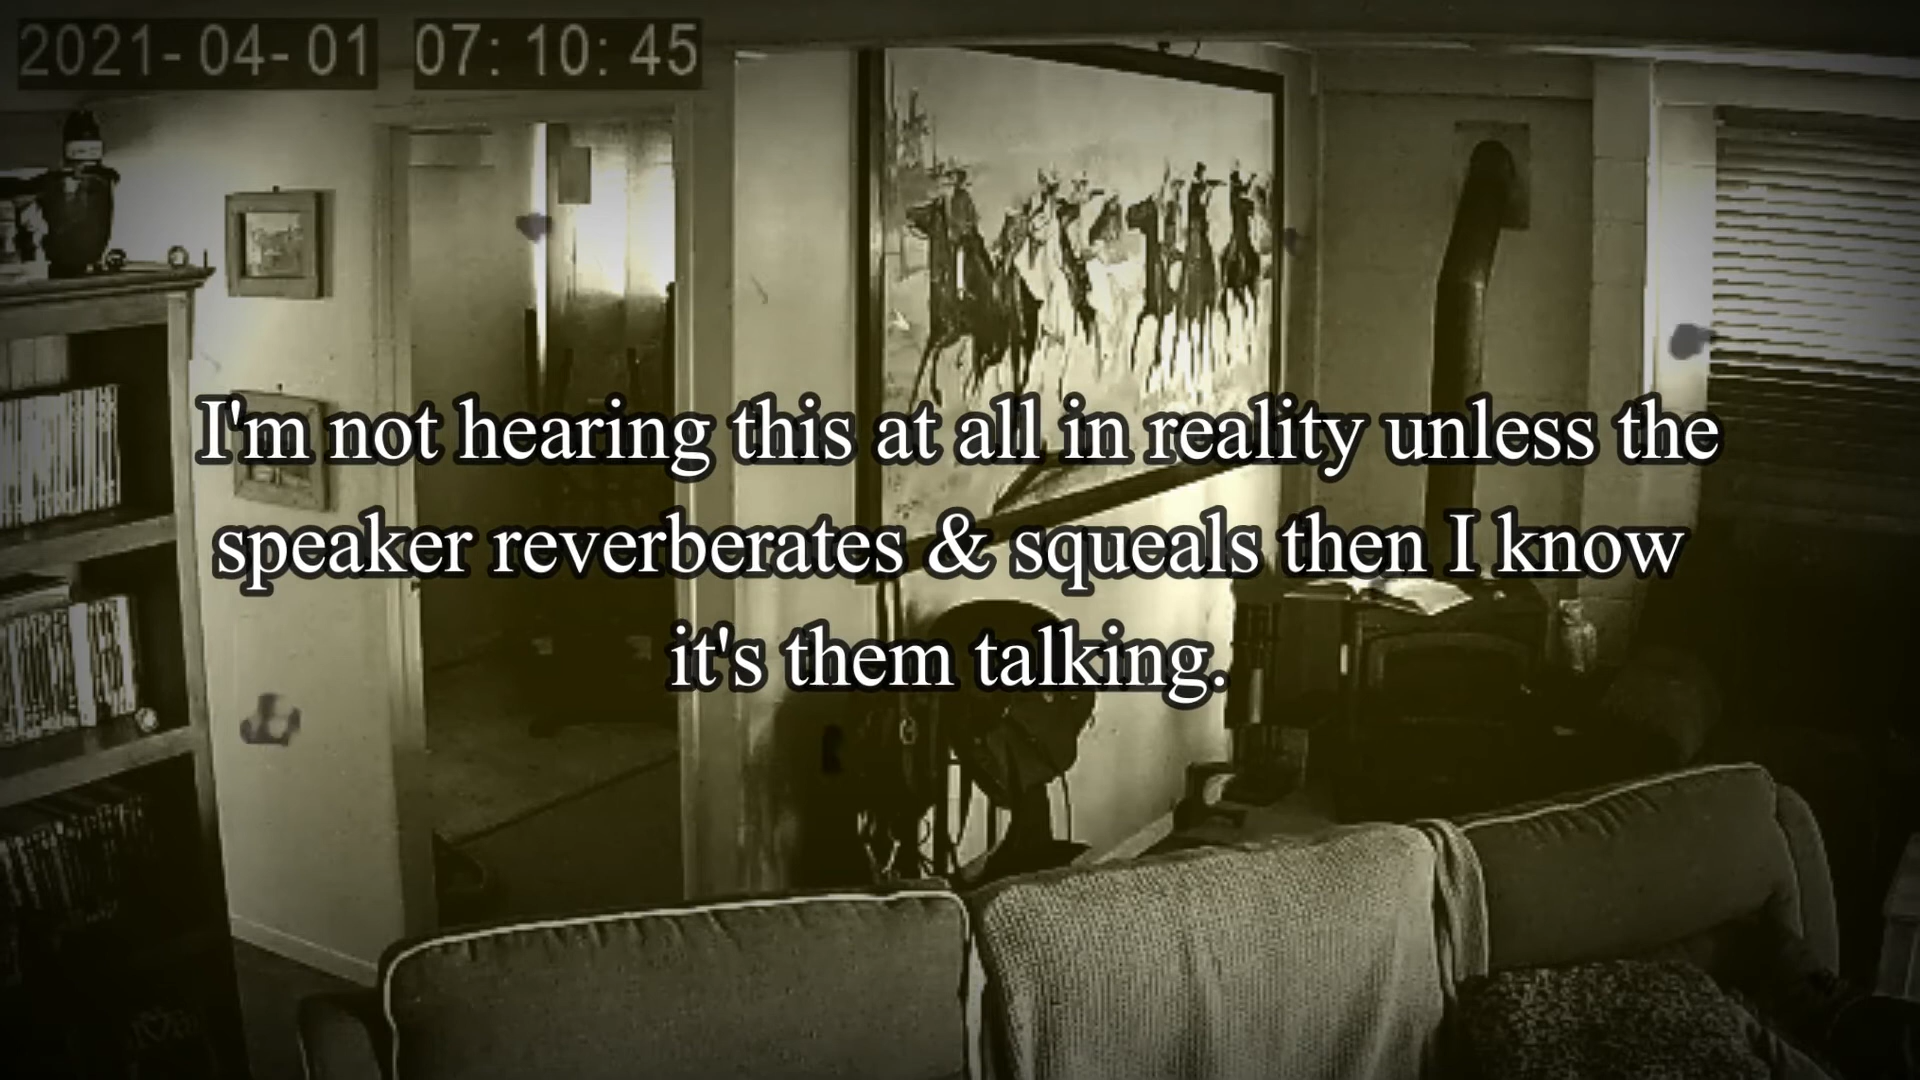 2021-04-01 07:10:45
I'm not hearing this at all in reality unless the
speaker reverberates & squeals then I know
it's them talking.